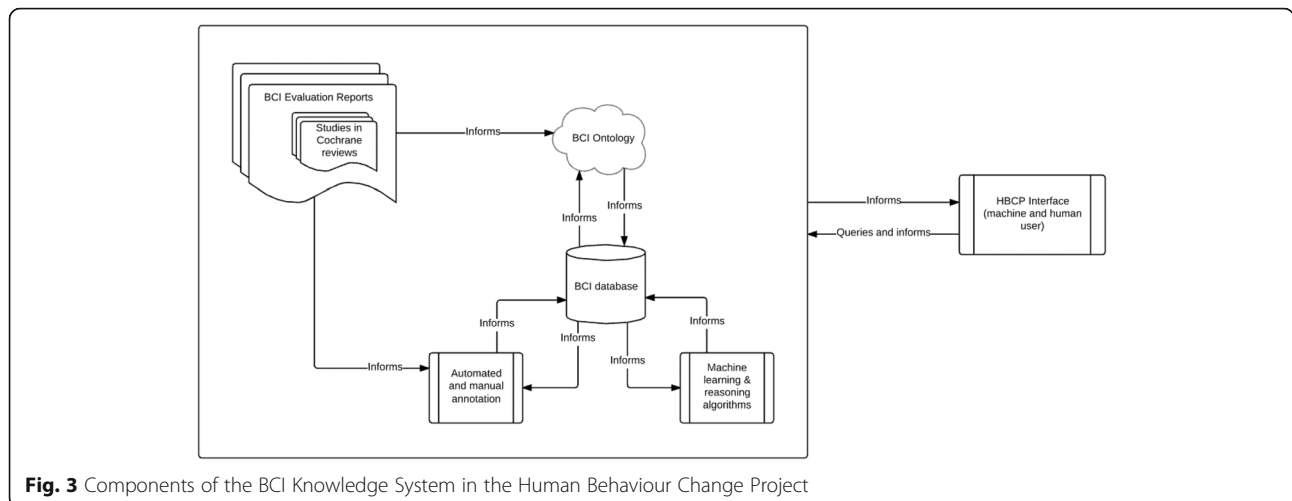 BCI Evaluation Reports
Studies in
Cochrane
reviews
Informs
BCI Ontology
Informs
Informs
Informs
HBCP Interface
(machine and human
user)
Queries and informs
BCI database
Informs
Informs
Informs
Informs
Informs
Automated
and manual
annotation
Machine
learning &
reasoning
algorithms
Fig. 3 Components of the BCI Knowledge System in the Human Behaviour Change Project